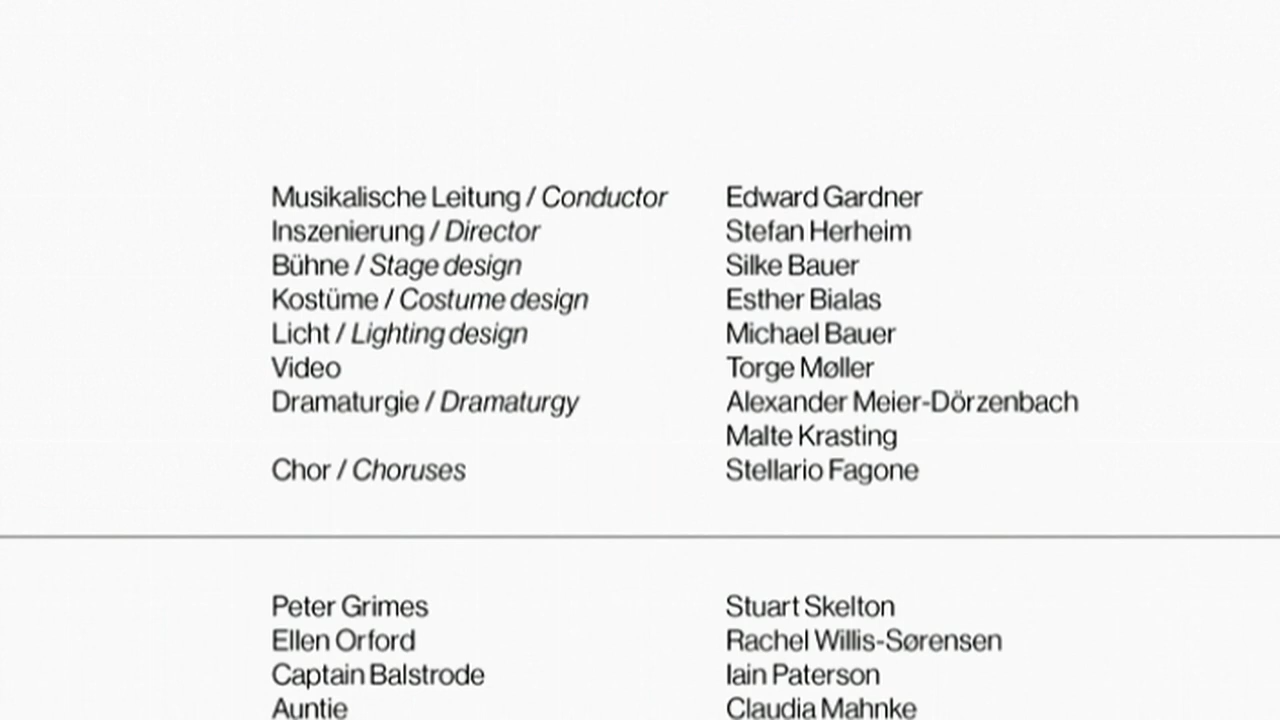 Musikalische Leitung / Conductor Edward Gardner
Inszenierung / Director Stefan Herheim
Bühne / Stage design Silke Bauer
Kostüme / Costume design Esther Bialas
Licht / Lighting design Michael Bauer
Video Torge Møller
Dramaturgie / Dramaturgy Alexander Meier-Dörzenbach
Malte Krasting
Chor / Choruses Stellario Fagone
Peter Grimes Stuart Skelton
Ellen Orford Rachel Willis-Sørensen
Captain Balstrode Iain Paterson
Auntie Claudia Mahnke